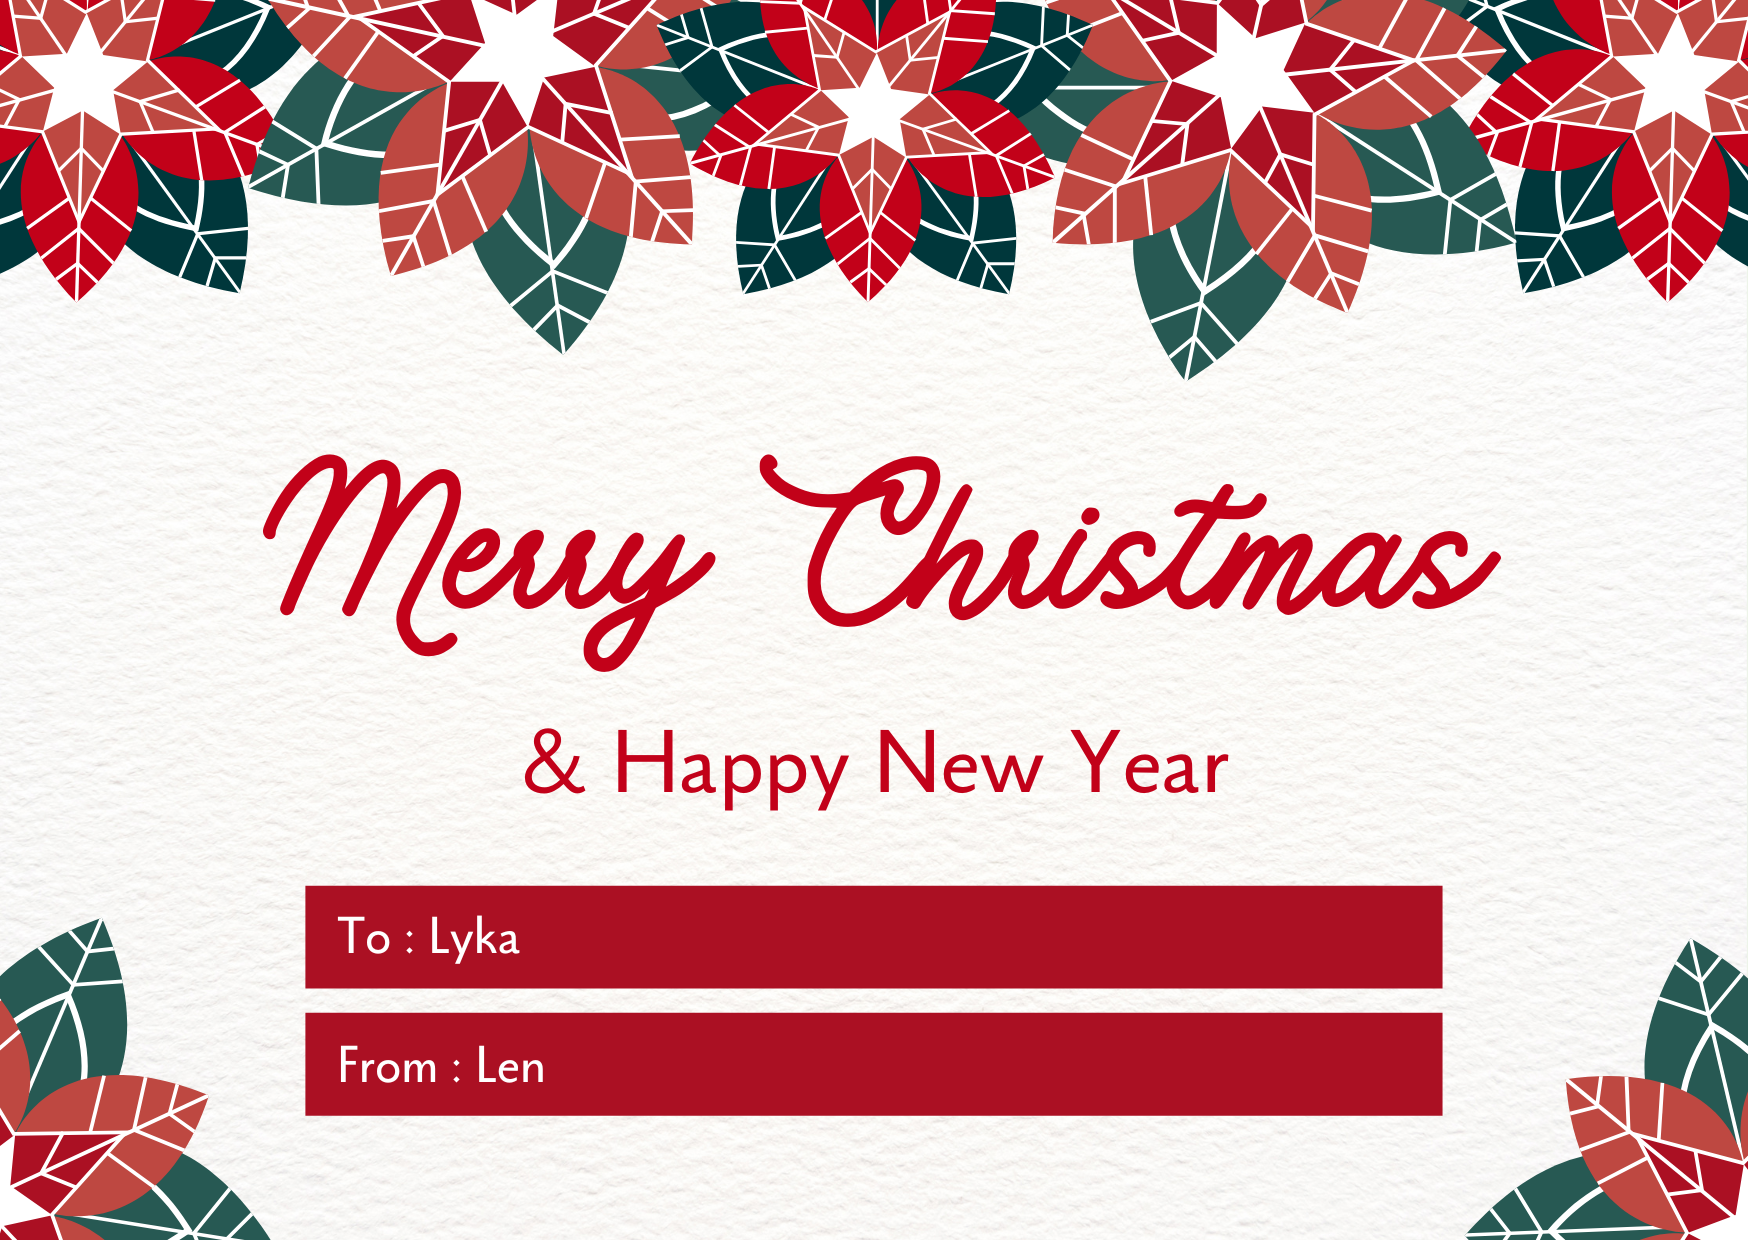 Merry Christmas
& Happy New Year
To : Lyka
From : Len